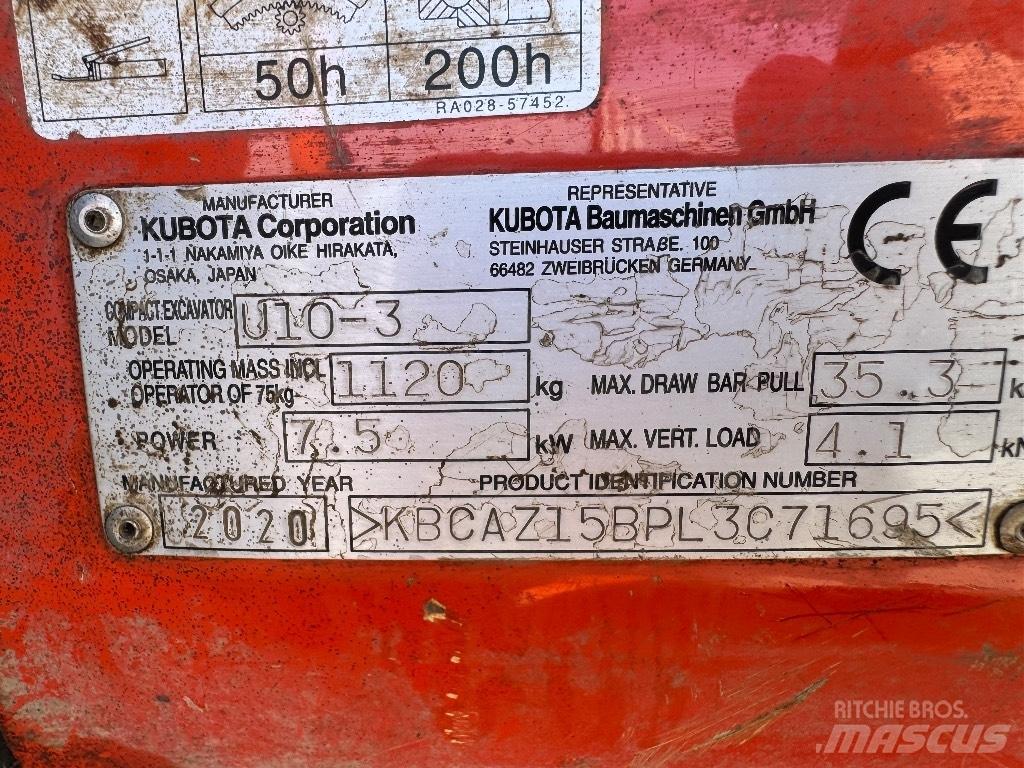 50h 200h
RA028-57452.
MANUFACTURER
KUBOTA Corporation
1-1-1 NAKAMIYA OIKE HIRAKATA,
OSAKA, JAPAN
REPRESENTATIVE
KUBOTA Baumaschinen GmbH
STEINHAUSER STRAßE. 100
66482 ZWEIBRÜCKEN GERMANY
CE
COMPACT EXCAVATOR
MODEL U10-3
OPERATING MASS INCL
OPERATOR OF 75kg 1120 kg
MAX. DRAW BAR PULL 35.3
POWER 7.5 kW
MAX. VERT. LOAD 4.1 kN
MANUFACTURED YEAR
2020
PRODUCT IDENTIFICATION NUMBER
>KBCAZ15BPL3C71695<
RITCHIE BROS.
MASCUS